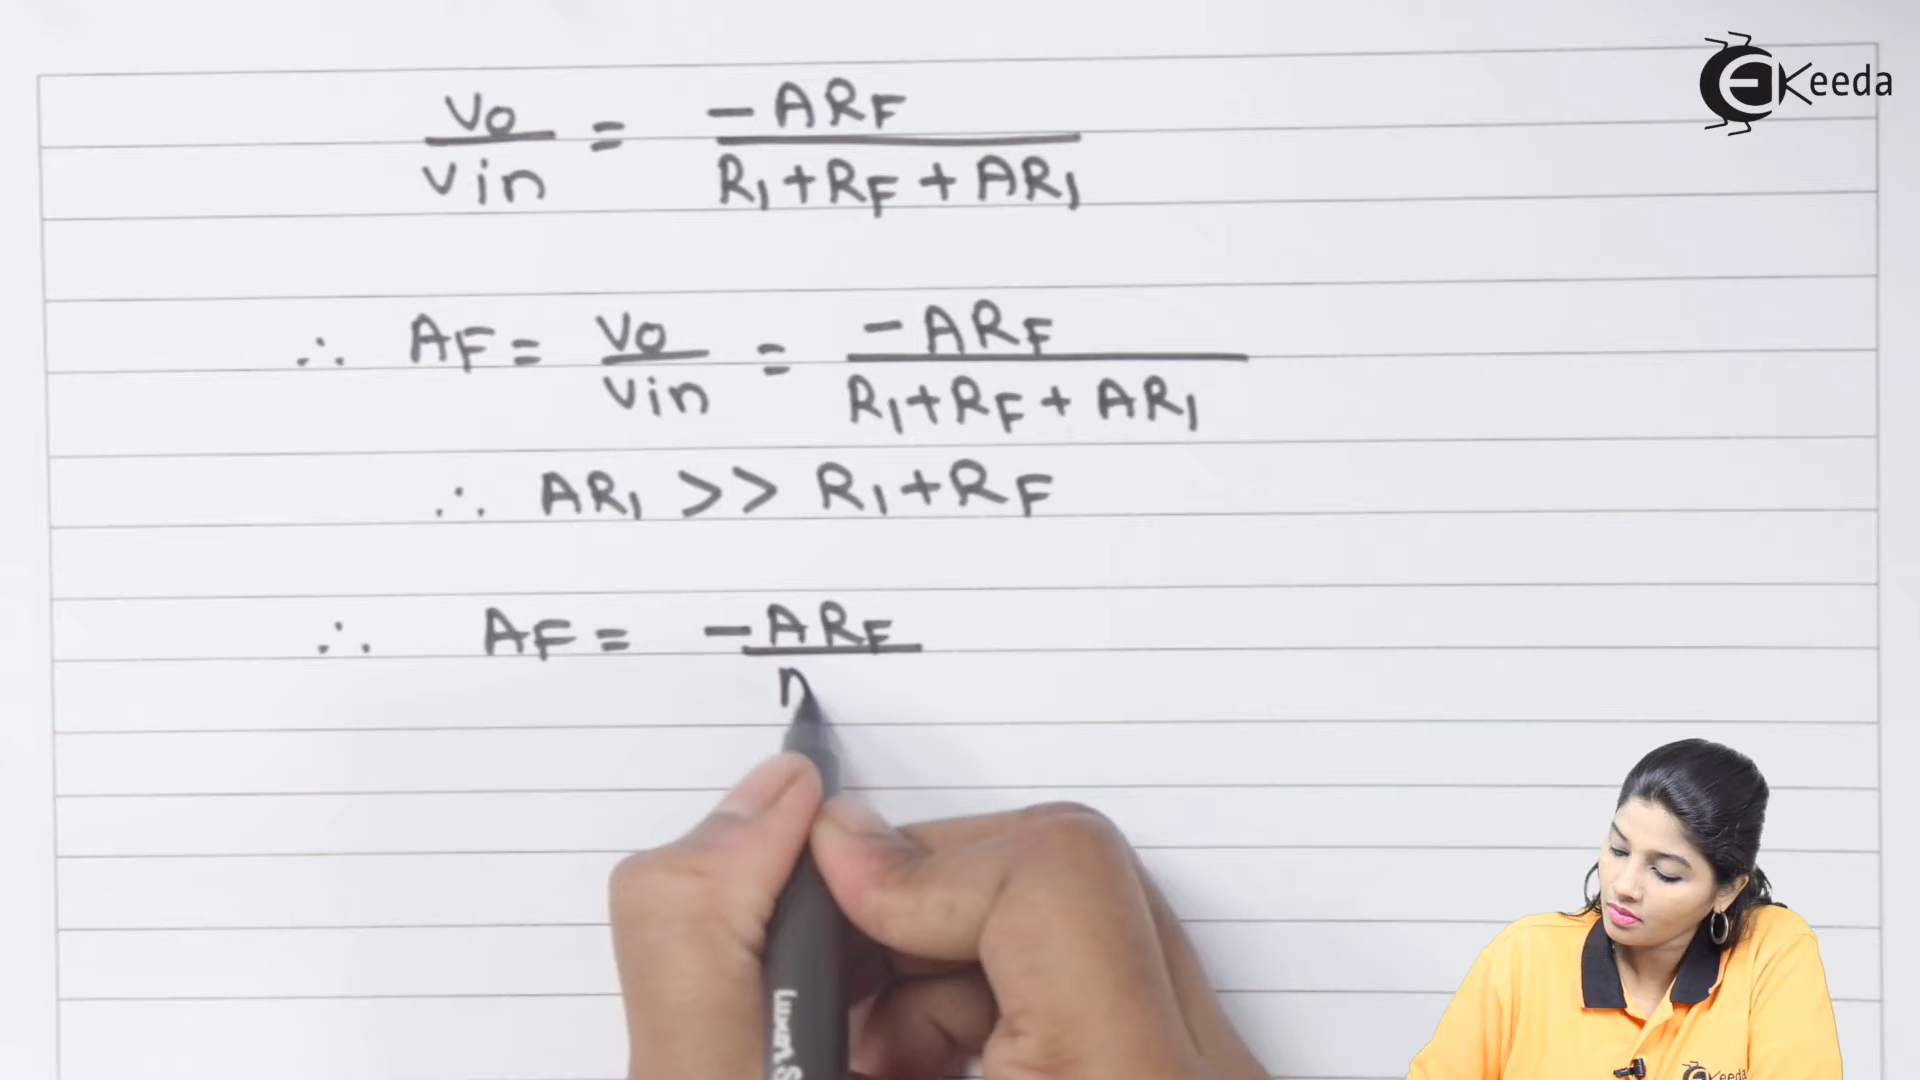 EKeeda
Vo / Vin = -ARF / R1+RF+AR1
∴ AF = Vo / Vin = -ARF / R1+RF+AR1
∴ AR1 >> R1+RF
∴ AF = -ARF /
Keeda